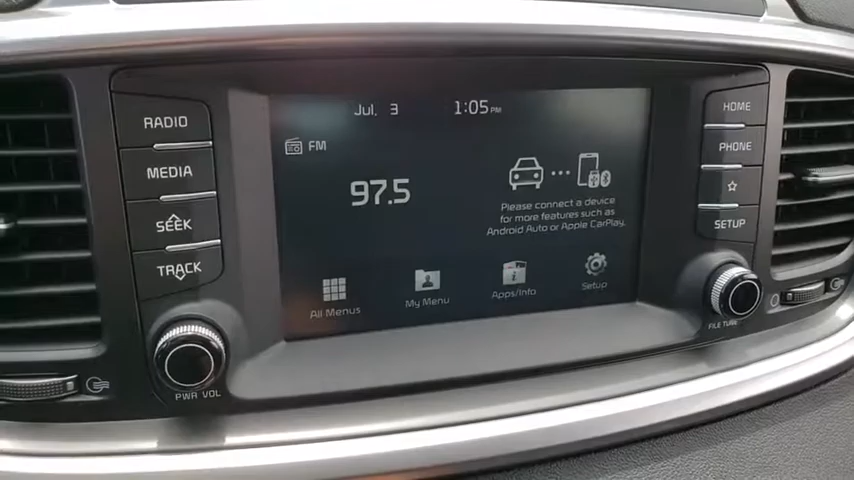 RADIO
MEDIA
SEEK
TRACK
PWR VOL
Jul. 3
1:05 PM
FM
97.5
Please connect a device
for more features such as
Android Auto or Apple CarPlay.
All Menus
My Menu
Apps/Info
Setup
HOME
PHONE
SETUP
FILE TUNE